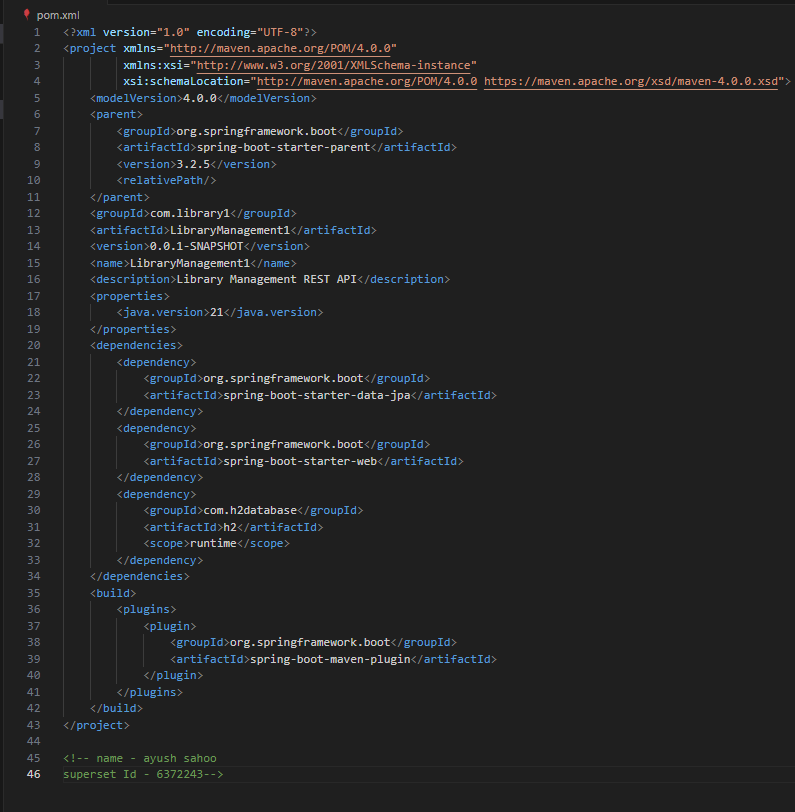 pom.xml
1 <?xml version="1.0" encoding="UTF-8"?>
2 <project xmlns="http://maven.apache.org/POM/4.0.0"
3          xmlns:xsi="http://www.w3.org/2001/XMLSchema-instance"
4          xsi:schemaLocation="http://maven.apache.org/POM/4.0.0 https://maven.apache.org/xsd/maven-4.0.0.xsd">
5     <modelVersion>4.0.0</modelVersion>
6     <parent>
7         <groupId>org.springframework.boot</groupId>
8         <artifactId>spring-boot-starter-parent</artifactId>
9         <version>3.2.5</version>
10         <relativePath/>
11     </parent>
12     <groupId>com.library1</groupId>
13     <artifactId>LibraryManagement1</artifactId>
14     <version>0.0.1-SNAPSHOT</version>
15     <name>LibraryManagement1</name>
16     <description>Library Management REST API</description>
17     <properties>
18         <java.version>21</java.version>
19     </properties>
20     <dependencies>
21         <dependency>
22             <groupId>org.springframework.boot</groupId>
23             <artifactId>spring-boot-starter-data-jpa</artifactId>
24         </dependency>
25         <dependency>
26             <groupId>org.springframework.boot</groupId>
27             <artifactId>spring-boot-starter-web</artifactId>
28         </dependency>
29         <dependency>
30             <groupId>com.h2database</groupId>
31             <artifactId>h2</artifactId>
32             <scope>runtime</scope>
33         </dependency>
34     </dependencies>
35     <build>
36         <plugins>
37             <plugin>
38                 <groupId>org.springframework.boot</groupId>
39                 <artifactId>spring-boot-maven-plugin</artifactId>
40             </plugin>
41         </plugins>
42     </build>
43 </project>
44
45 <!-- name - ayush sahoo
46 superset Id - 6372243-->